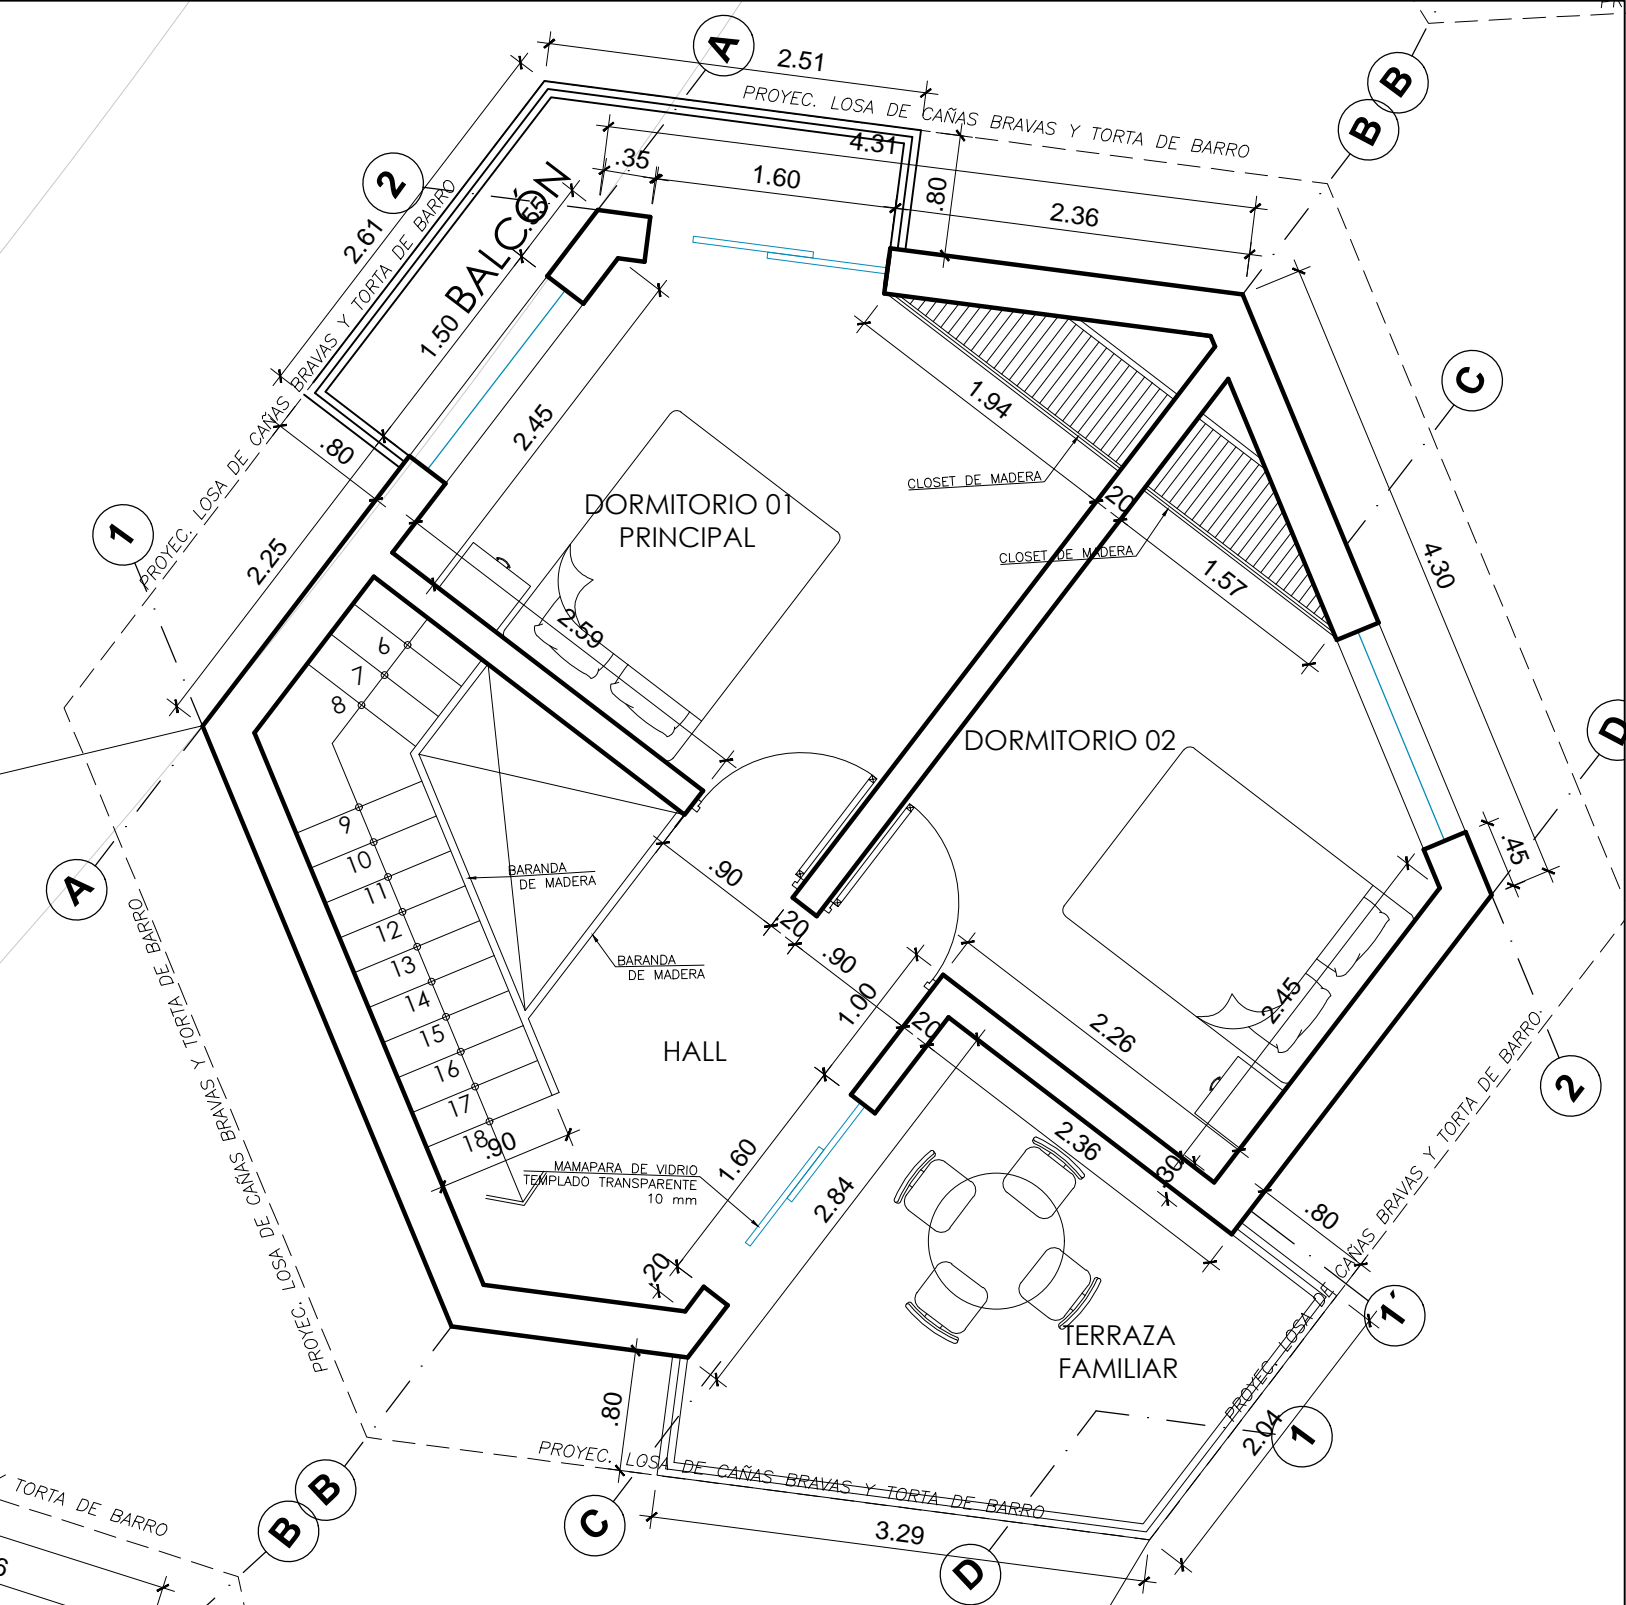 A
2.51
PROYEC. LOSA DE CAÑAS BRAVAS Y TORTA DE BARRO
B
B
4.31
.35
1.60
.80
2.36
2
.55
2.61
BALCÓN
1.50
PROYEC. LOSA DE CAÑAS BRAVAS Y TORTA DE BARRO
C
1.94
2.45
.80
CLOSET DE MADERA
.20
DORMITORIO 01
PRINCIPAL
1
CLOSET DE MADERA
4.30
2.25
1.57
2.59
6
7
8
D
DORMITORIO 02
9
10
11
12
13
14
15
16
17
18
BARANDA
DE MADERA
.90
.45
A
.20
BARANDA
DE MADERA
.90
1.00
.20
2.45
2.26
HALL
2
PROYEC. LOSA DE CAÑAS BRAVAS Y TORTA DE BARRO
.90
MAMAPARA DE VIDRIO
TEMPLADO TRANSPARENTE
10 mm
1.60
2.36
.30
2.84
.80
.20
1´
TERRAZA
FAMILIAR
PROYEC. LOSA DE CAÑAS BRAVAS Y TORTA DE BARRO
.80
2.04
1
PROYEC. LOSA DE CAÑAS BRAVAS Y TORTA DE BARRO
B
B
C
3.29
D
Y TORTA DE BARRO
6